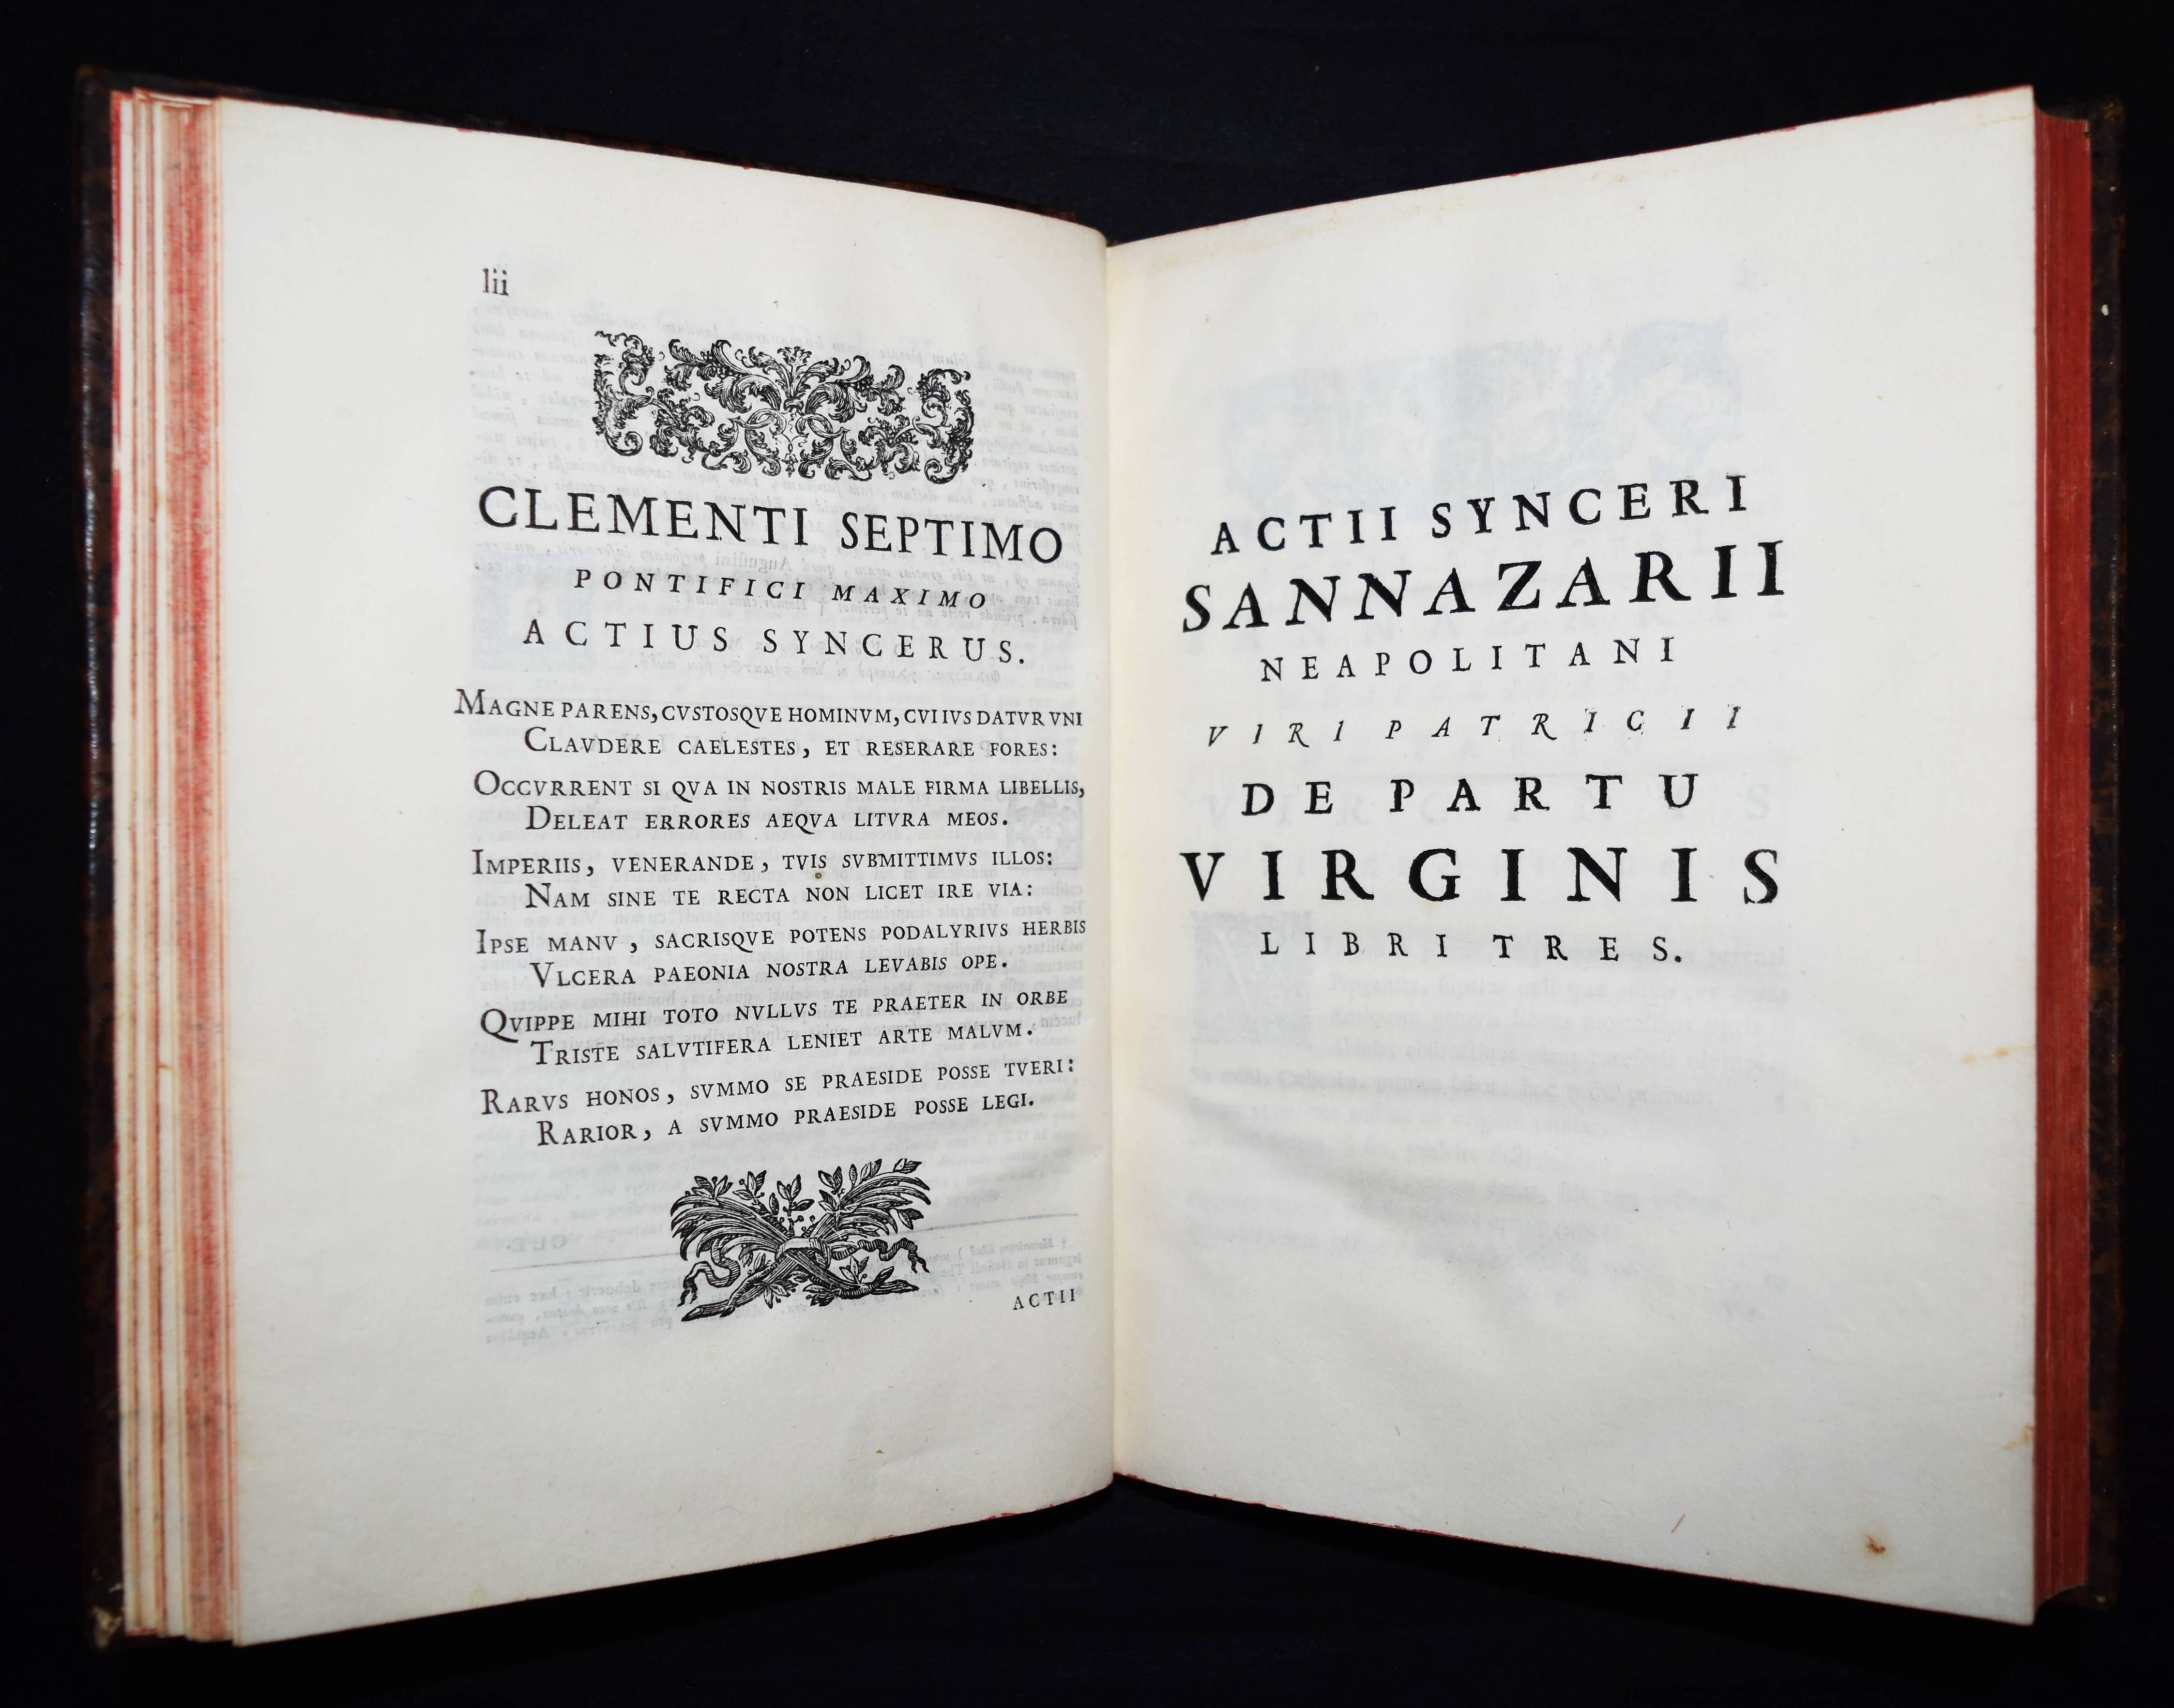 lii
CLEMENTI SEPTIMO
PONTIFICI MAXIMO
ACTIUS SYNCERUS.
MAGNE PARENS, CVSTOSQVE HOMINVM, CVI IVS DATVR VNI
CLAVDERE CAELESTES, ET RESERARE FORES:
OCCVRRENT SI QVA IN NOSTRIS MALE FIRMA LIBELLIS,
DELEAT ERRORES AEQVA LITVRA MEOS.
IMPERIIS, VENERANDE, TVIS SVBMITTIMVS ILLOS:
NAM SINE TE RECTA NON LICET IRE VIA:
IPSE MANV, SACRISQVE POTENS PODALYRIVS HERBIS
VLCERA PAEONIA NOSTRA LEVABIS OPE.
QVIPPE MIHI TOTO NVLLVS TE PRAETER IN ORBE
TRISTE SALVTIFERA LENIET ARTE MALVM.
RARVS HONOS, SVMMO SE PRAESIDE POSSE TVERI:
RARIOR, A SVMMO PRAESIDE POSSE LEGI.
ACTII
ACTII SYNCERI
SANNAZARII
NEAPOLITANI
VIRI PATRICII
DE PARTU
VIRGINIS
LIBRI TRES.